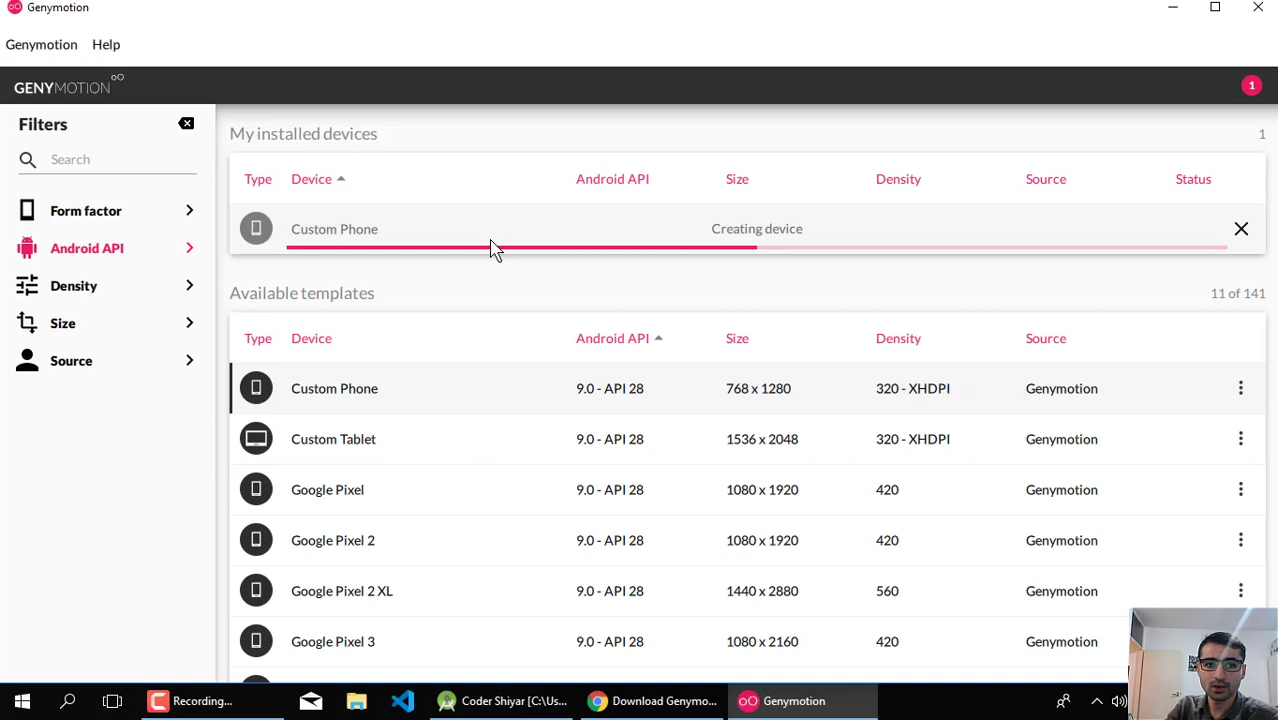 Genymotion
Genymotion Help
GENYMOTION
1
Filters
Search
Form factor
Android API
Density
Size
Source
My installed devices 1
Type Device Android API Size Density Source Status
Custom Phone Creating device
Available templates 11 of 141
Type Device Android API Size Density Source
Custom Phone 9.0 - API 28 768 x 1280 320 - XHDPI Genymotion
Custom Tablet 9.0 - API 28 1536 x 2048 320 - XHDPI Genymotion
Google Pixel 9.0 - API 28 1080 x 1920 420 Genymotion
Google Pixel 2 9.0 - API 28 1080 x 1920 420 Genymotion
Google Pixel 2 XL 9.0 - API 28 1440 x 2880 560 Genymotion
Google Pixel 3 9.0 - API 28 1080 x 2160 420 Genymotion
Recording... Coder Shiyar [C:\Us... Download Genymo... Genymotion